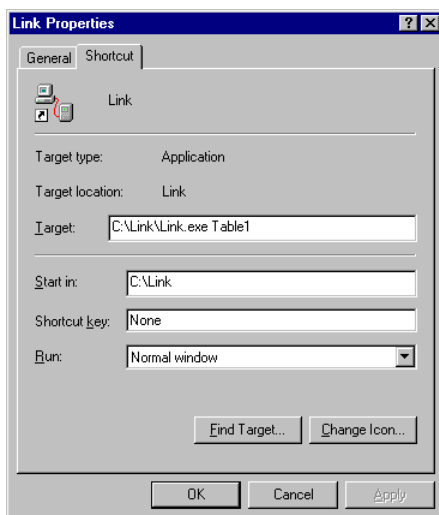 Link Properties
General Shortcut
Link
Target type: Application
Target location: Link
Target: C:\Link\Link.exe Table1
Start in: C:\Link
Shortcut key: None
Run: Normal window
Find Target... Change Icon...
OK Cancel Apply